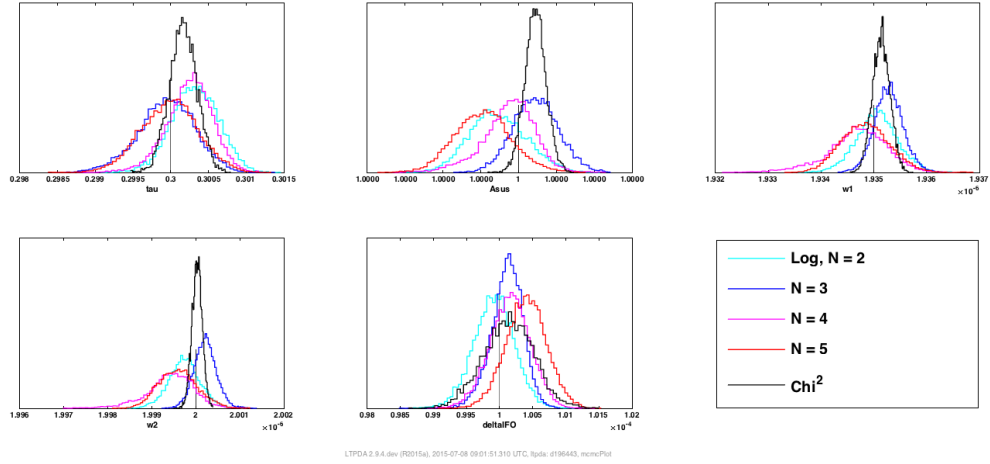 0.298 0.2985 0.299 0.2995 0.3 0.3005 0.301 0.3015
tau
1.0000 1.0000 1.0000 1.0000 1 1.0000 1.0000 1.0000
Asus
1.932 1.933 1.934 1.935 1.936 1.937
w1
×10⁻⁶
1.996 1.997 1.998 1.999 2 2.001 2.002
w2
×10⁻⁶
0.98 0.985 0.99 0.995 1 1.005 1.01 1.015 1.02
deltaIFO
×10⁻⁴
Log, N = 2
N = 3
N = 4
N = 5
Chi²
LTPDA 2.9.4.dev (R2015a), 2015-07-08 09:01:51.310 UTC, ltpda: d196443, mcmcPlot